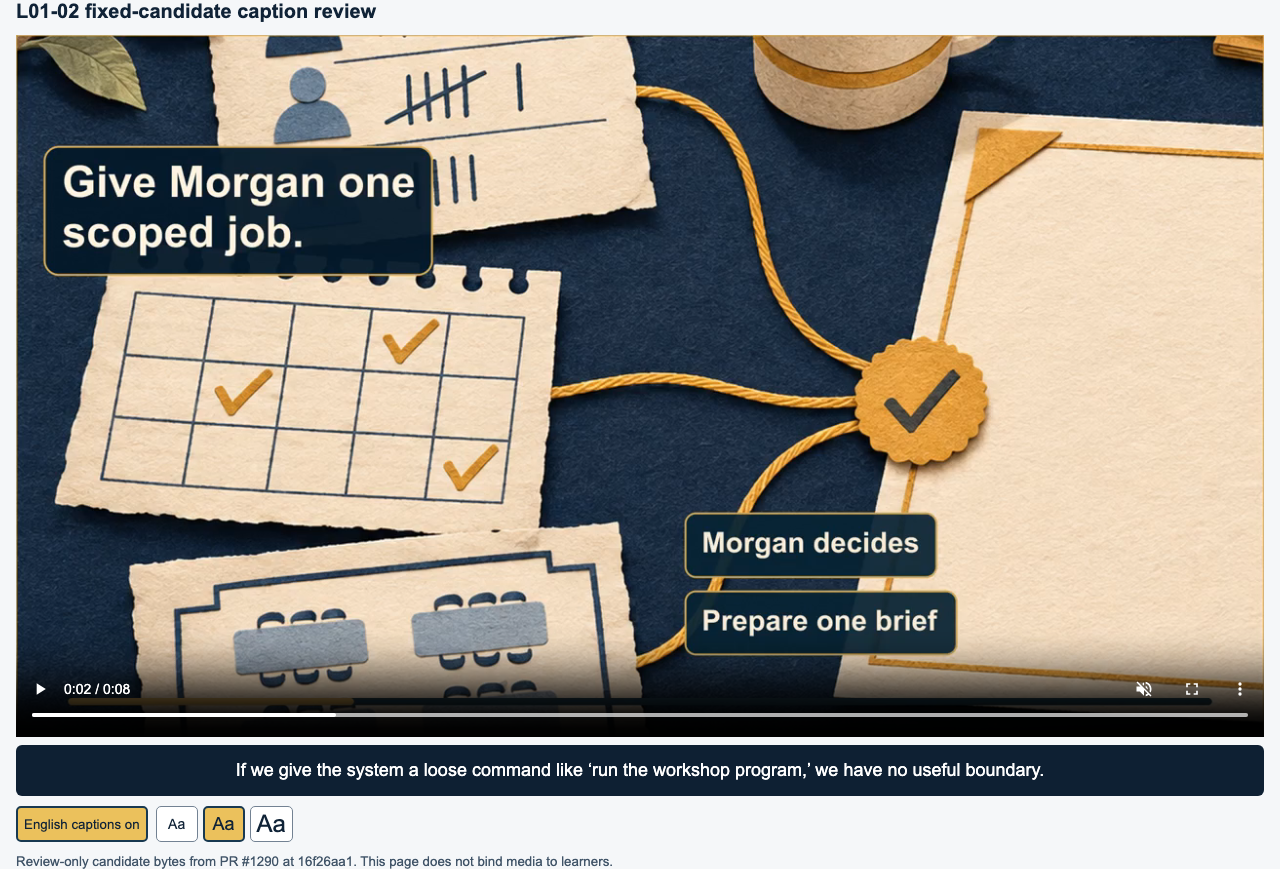 L01-02 fixed-candidate caption review
Give Morgan one
scoped job.
Morgan decides
Prepare one brief
0:02 / 0:08
If we give the system a loose command like ‘run the workshop program,’ we have no useful boundary.
English captions on
Aa
Aa
Aa
Review-only candidate bytes from PR #1290 at 16f26aa1. This page does not bind media to learners.